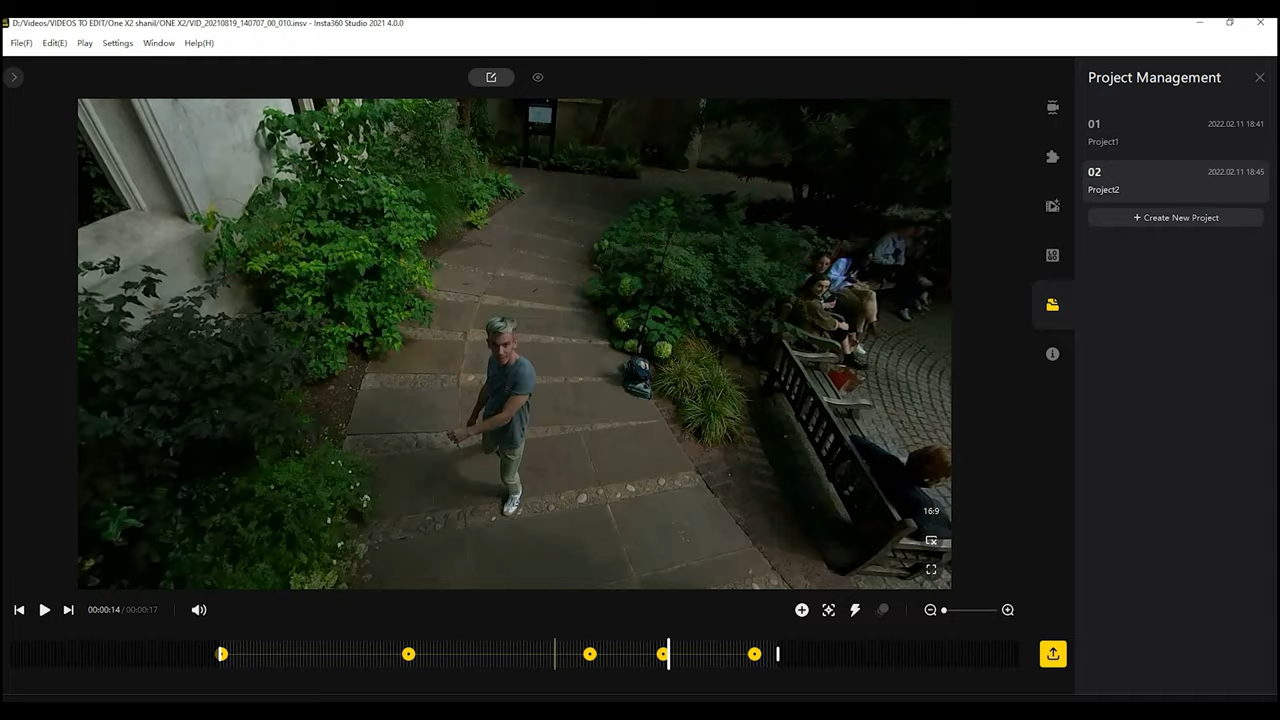 D:/Videos/VIDEOS TO EDIT/One X2 shanil/ONE X2/VID_20210819_140707_00_010.insv - Insta360 Studio 2021 4.0.0
File(F) Edit(E) Play Settings Window Help(H)
Project Management
01 2022.02.11 18:41
Project1
02 2022.02.11 18:45
Project2
+ Create New Project
LOGO
16:9
00:00:14 / 00:00:17